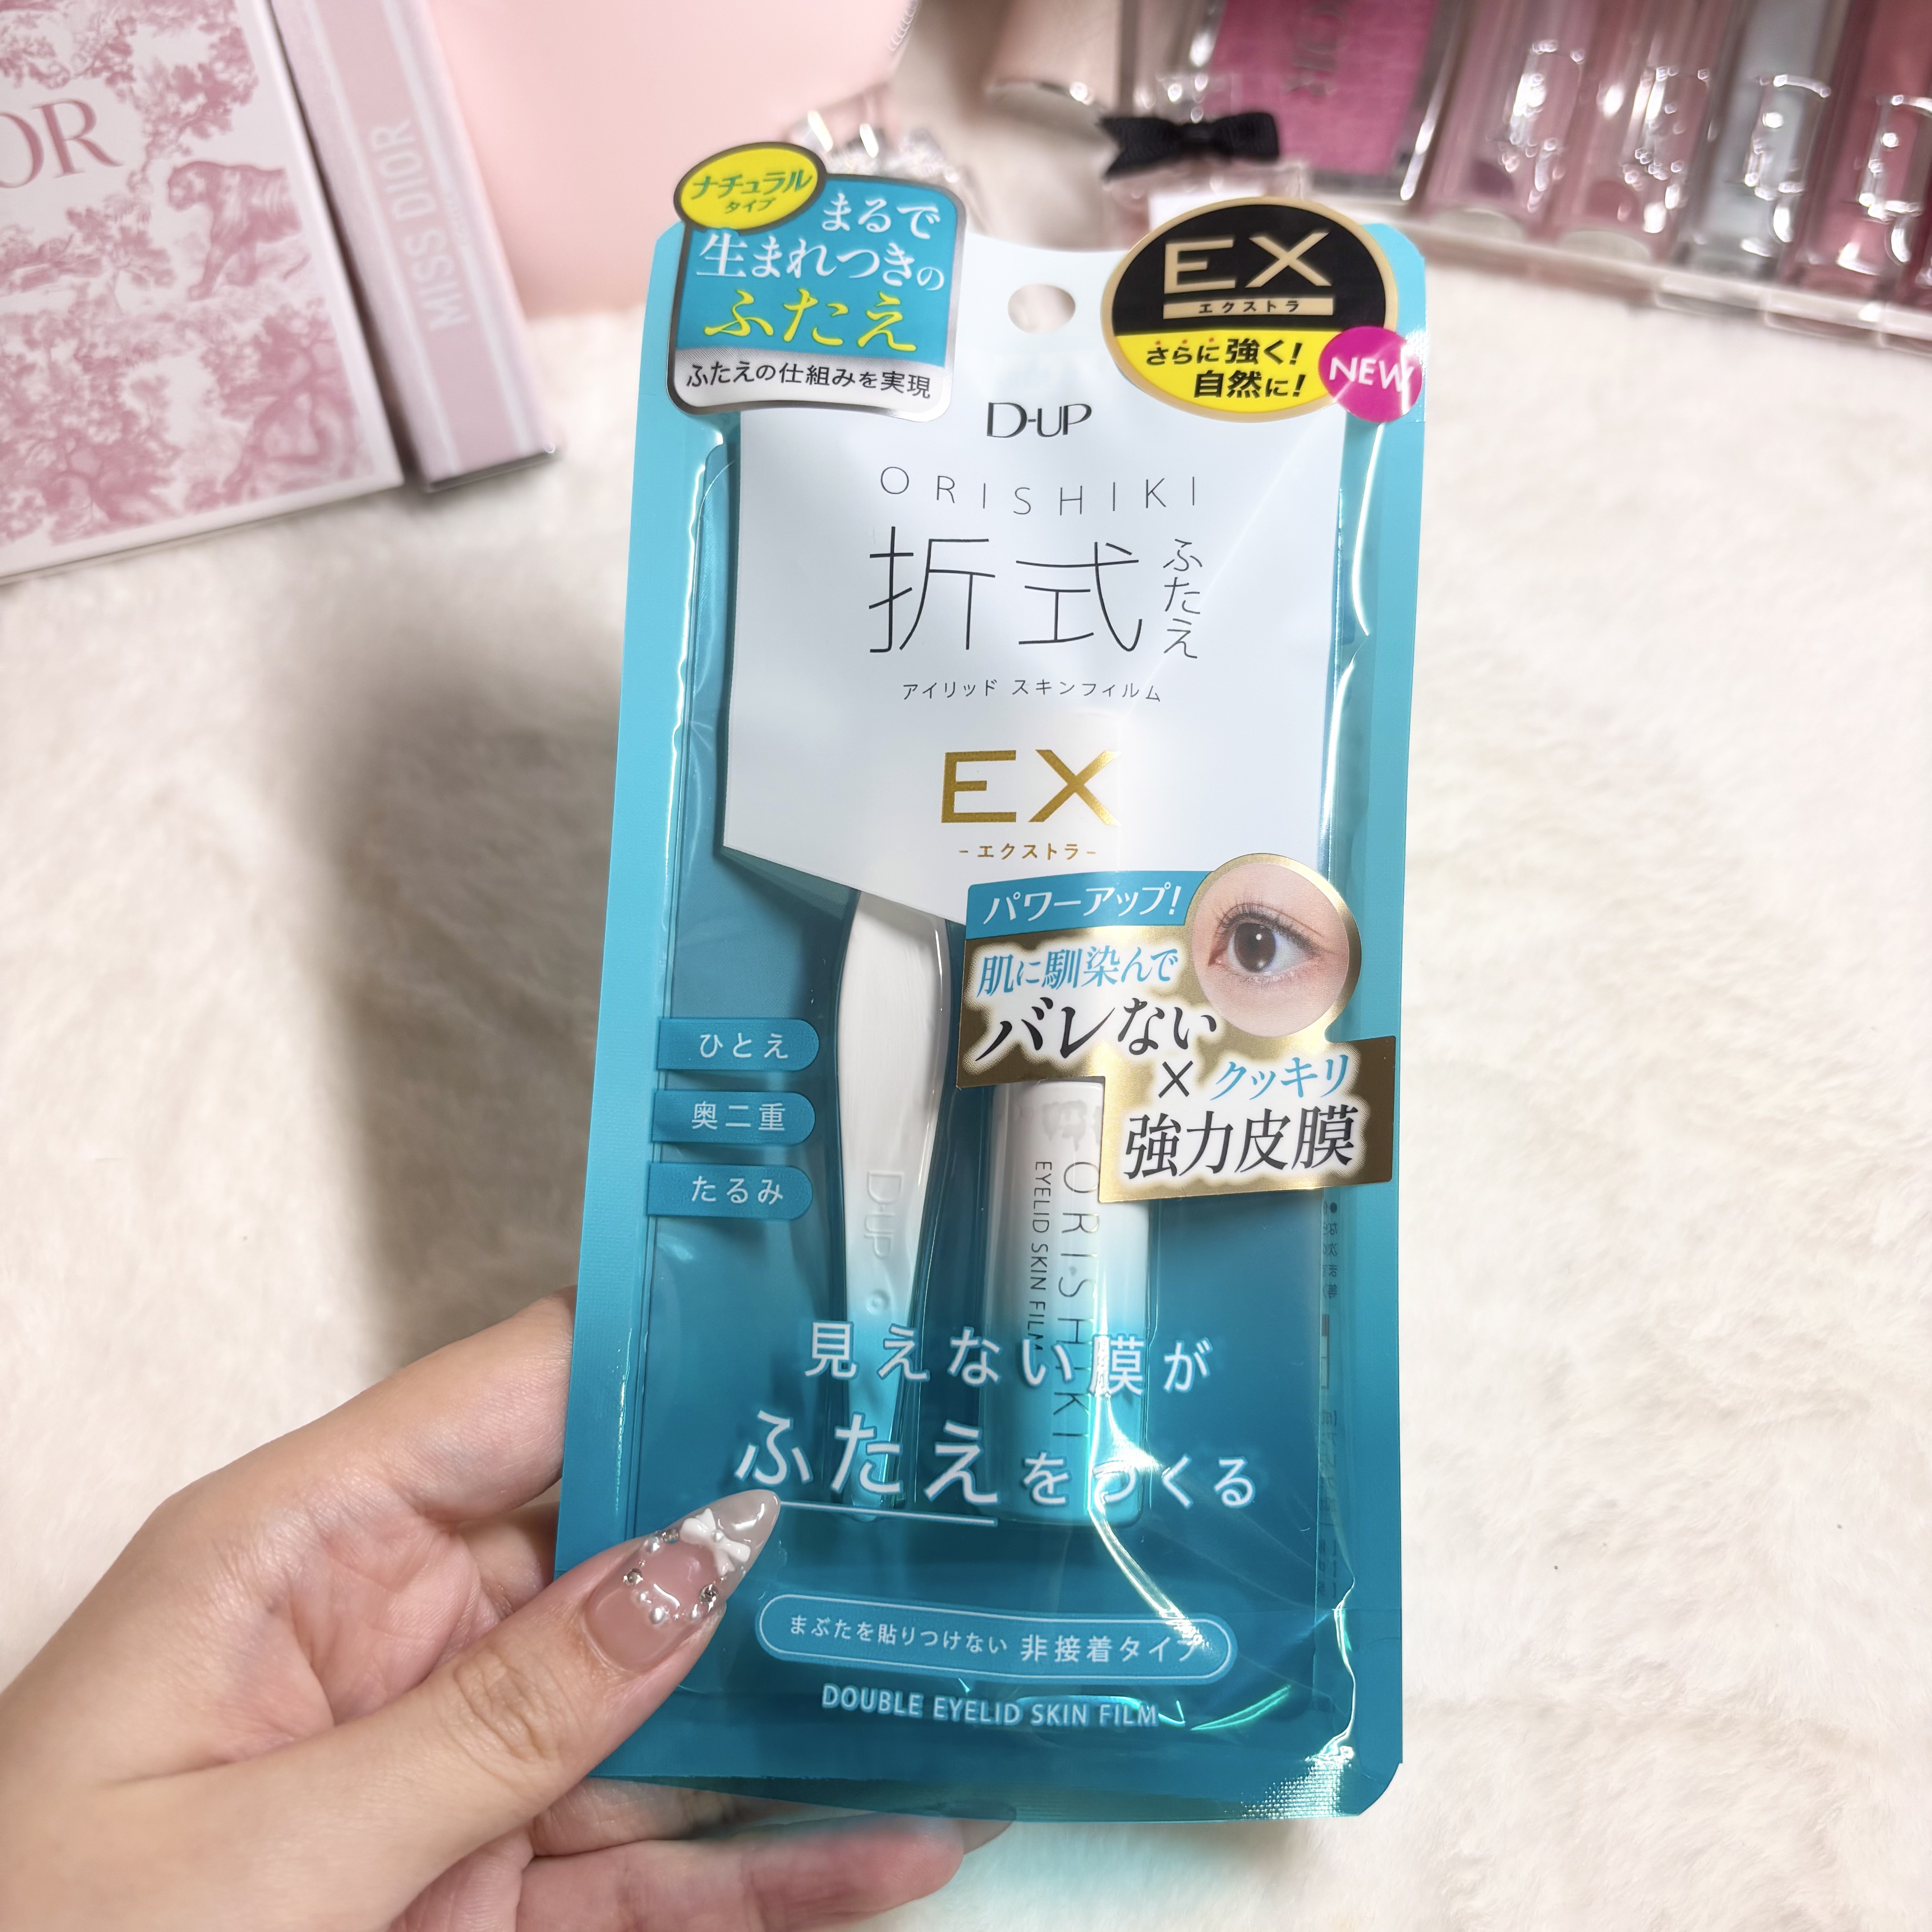 MISS DIOR
ナチュラル
タイプ
まるで
生まれつきの
ふたえ
ふたえの仕組みを実現
EX
エクストラ
さらに強く!
自然に!
NEW
D-UP
ORISHIKI
折式
ふたえ
アイリッド スキンフィルム
EX
-エクストラ-
パワーアップ!
肌に馴染んで
バレない
×クッキリ
強力皮膜
ひとえ
奥二重
たるみ
D-UP
ORISHIKI
EYELID SKIN FILM
見えない膜が
ふたえをつくる
まぶたを貼りつけない 非接着タイプ
DOUBLE EYELID SKIN FILM